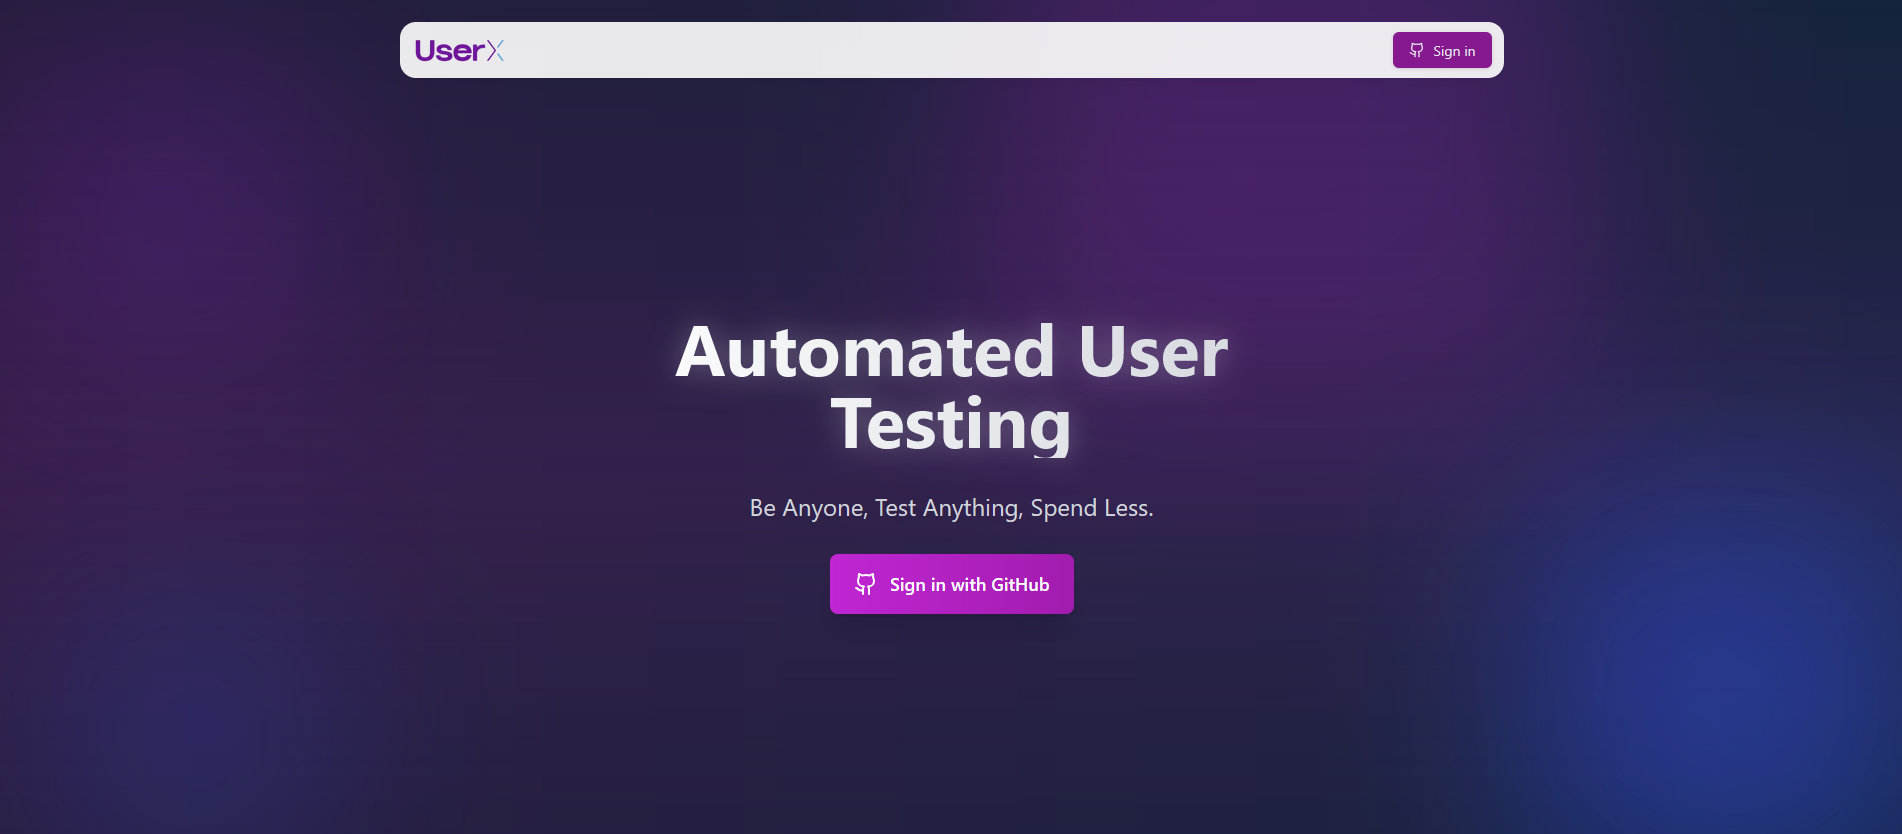 UserX
Sign in
Automated User
Testing
Be Anyone, Test Anything, Spend Less.
Sign in with GitHub